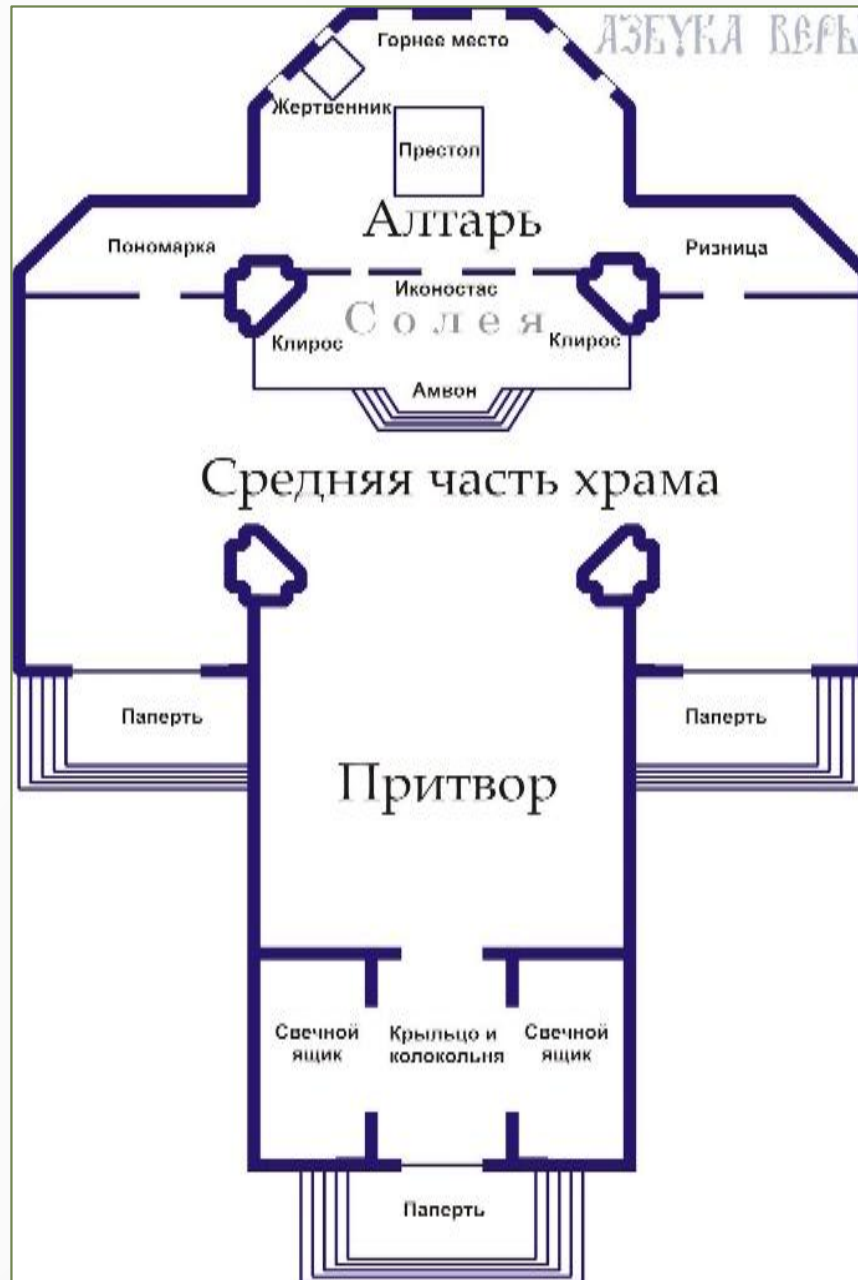 АЗБУКА ВЕРЫ
Горнее место
Жертвенник
Престол
Алтарь
Пономарка
Ризница
Иконостас
Солея
Клирос
Клирос
Амвон
Средняя часть храма
Паперть
Паперть
Притвор
Свечной
ящик
Крыльцо и
колокольня
Свечной
ящик
Паперть